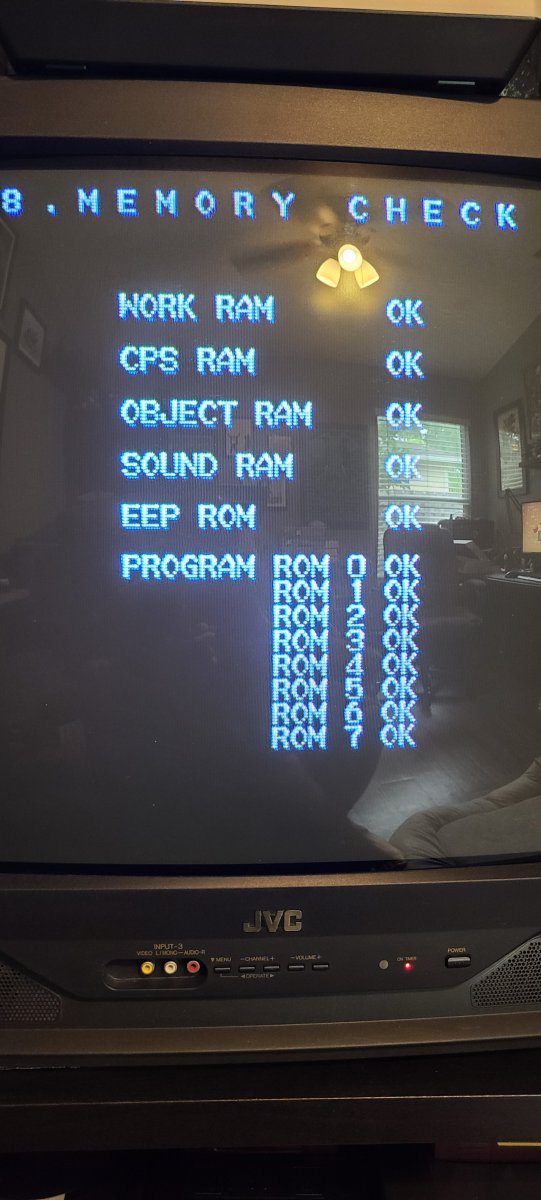 8.MEMORY CHECK
WORK RAM OK
CPS RAM OK
OBJECT RAM OK
SOUND RAM OK
EEP ROM OK
PROGRAM ROM 0 OK
ROM 1 OK
ROM 2 OK
ROM 3 OK
ROM 4 OK
ROM 5 OK
ROM 6 OK
ROM 7 OK
JVC
INPUT-3
VIDEO L/MONO—AUDIO-R
▼ MENU —CHANNEL+ —VOLUME+ ON TIMER POWER
◀ OPERATE ▶